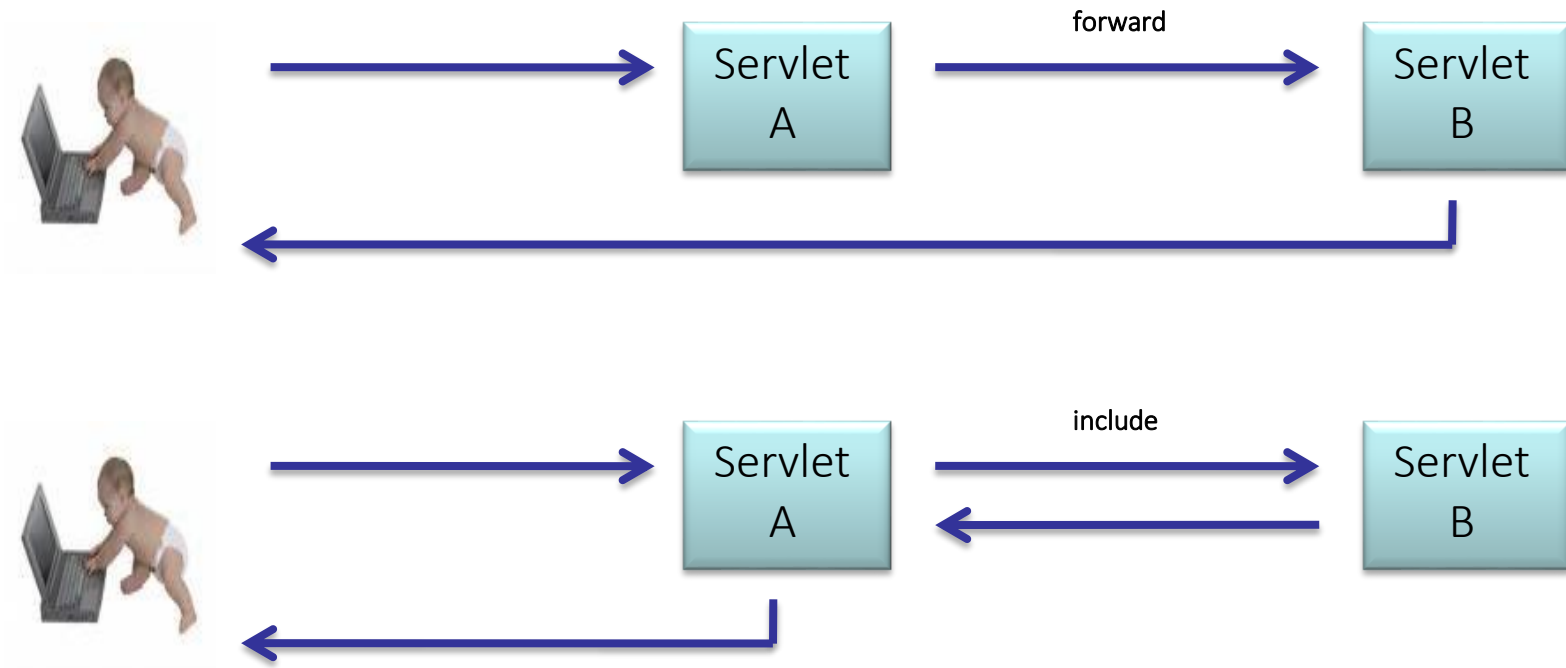 forward
Servlet
A
Servlet
B
include
Servlet
A
Servlet
B